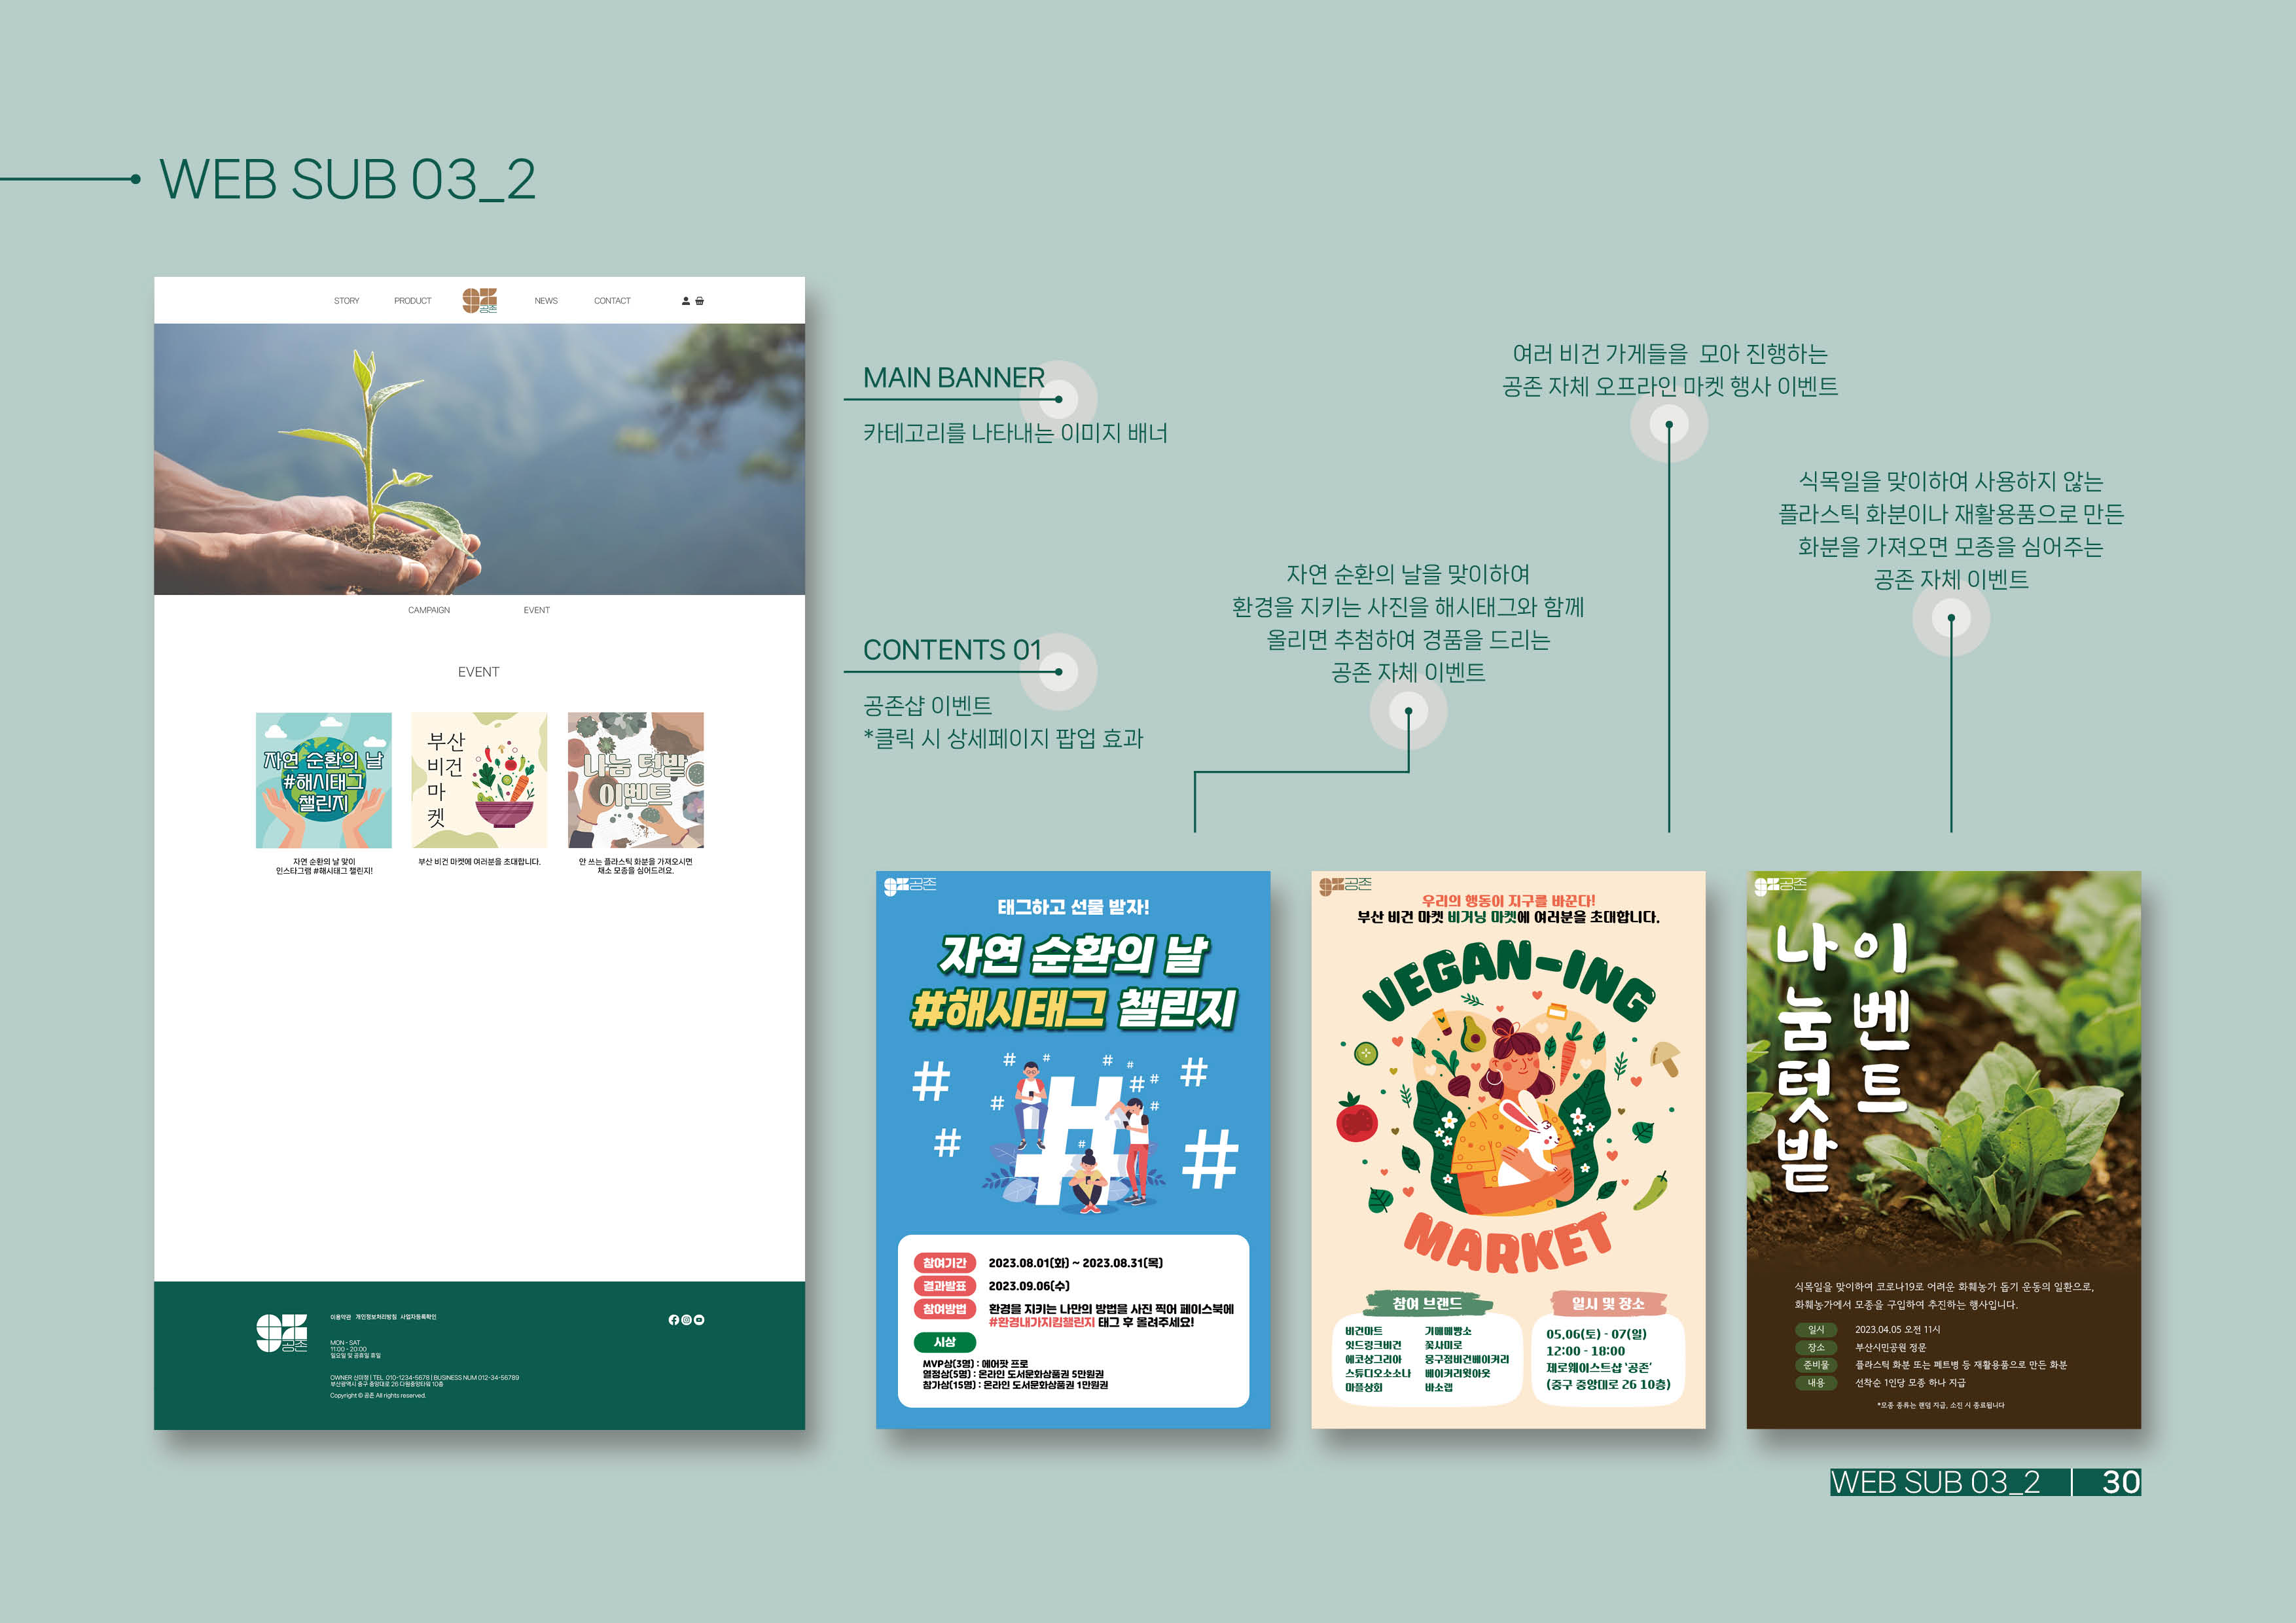 WEB SUB 03_2
STORY
PRODUCT
공존
NEWS
CONTACT
CAMPAIGN
EVENT
EVENT
자연 순환의 날
#해시태그
챌린지
부산
비건
마
켓
나눔 텃밭
이벤트
자연 순환의 날 맞이
인스타그램 #해시태그 챌린지!
부산 비건 마켓에 여러분을 초대합니다.
안 쓰는 플라스틱 화분을 가져오시면
채소 모종을 심어드려요.
공존
이용약관 개인정보처리방침 사업자등록확인
MON - SAT
11:00 - 20:00
일요일 및 공휴일 휴일
OWNER 신미정 | TEL 010-1234-5678 | BUSINESS NUM 012-34-56789
부산광역시 중구 중앙대로 26 다원중앙타워 10층
Copyright © 공존 All rights reserved.
MAIN BANNER
카테고리를 나타내는 이미지 배너
CONTENTS 01
공존샵 이벤트
*클릭 시 상세페이지 팝업 효과
자연 순환의 날을 맞이하여
환경을 지키는 사진을 해시태그와 함께
올리면 추첨하여 경품을 드리는
공존 자체 이벤트
여러 비건 가게들을 모아 진행하는
공존 자체 오프라인 마켓 행사 이벤트
식목일을 맞이하여 사용하지 않는
플라스틱 화분이나 재활용품으로 만든
화분을 가져오면 모종을 심어주는
공존 자체 이벤트
공존
태그하고 선물 받자!
자연 순환의 날
#해시태그 챌린지
참여기간 2023.08.01(화) ~ 2023.08.31(목)
결과발표 2023.09.06(수)
참여방법 환경을 지키는 나만의 방법을 사진 찍어 페이스북에
#환경내가지킴챌린지 태그 후 올려주세요!
시상
MVP상(3명) : 에어팟 프로
열정상(5명) : 온라인 도서문화상품권 5만원권
참가상(15명) : 온라인 도서문화상품권 1만원권
공존
우리의 행동이 지구를 바꾼다!
부산 비건 마켓 비거닝 마켓에 여러분을 초대합니다.
VEGAN-ING
MARKET
참여 브랜드
비건마트 기메메빵소
잇드렁크비건 꽃사미로
에코상그리아 몽구점비건베이커리
스튜디오소소나 베이커리윗아웃
마플상회 바소랩
일시 및 장소
05.06(토) - 07(일)
12:00 - 18:00
제로웨이스트샵 '공존'
(중구 중앙대로 26 10층)
공존
나눔텃밭
이벤트
식목일을 맞이하여 코로나19로 어려운 화훼농가 돕기 운동의 일환으로,
화훼농가에서 모종을 구입하여 추진하는 행사입니다.
일시 2023.04.05 오전 11시
장소 부산시민공원 정문
준비물 플라스틱 화분 또는 페트병 등 재활용품으로 만든 화분
내용 선착순 1인당 모종 하나 지급
*모종 종류는 랜덤 지급, 소진 시 종료됩니다
WEB SUB 03_2 | 30